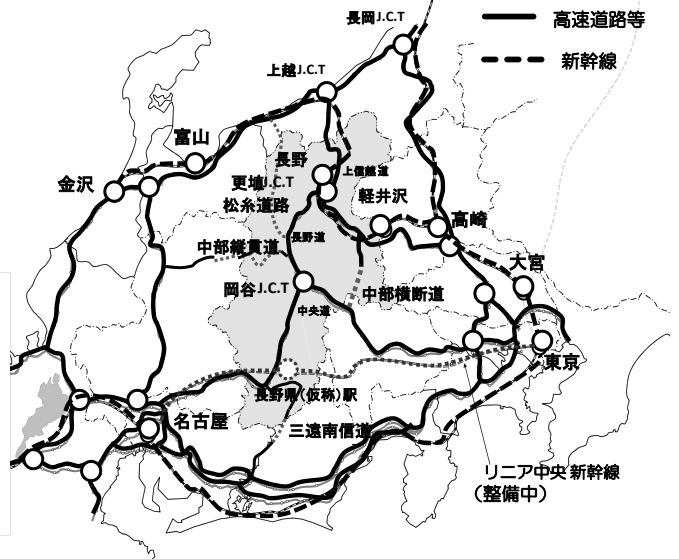 長岡J.C.T
高速道路等
上越J.C.T
新幹線
富山
長野
上信越道
金沢
更埴J.C.T
軽井沢
松糸道路
高崎
長野道
中部縦貫道
大宮
岡谷J.C.T
中部横断道
中央道
東京
長野県(仮称)駅
名古屋
三遠南信道
リニア中央新幹線
(整備中)